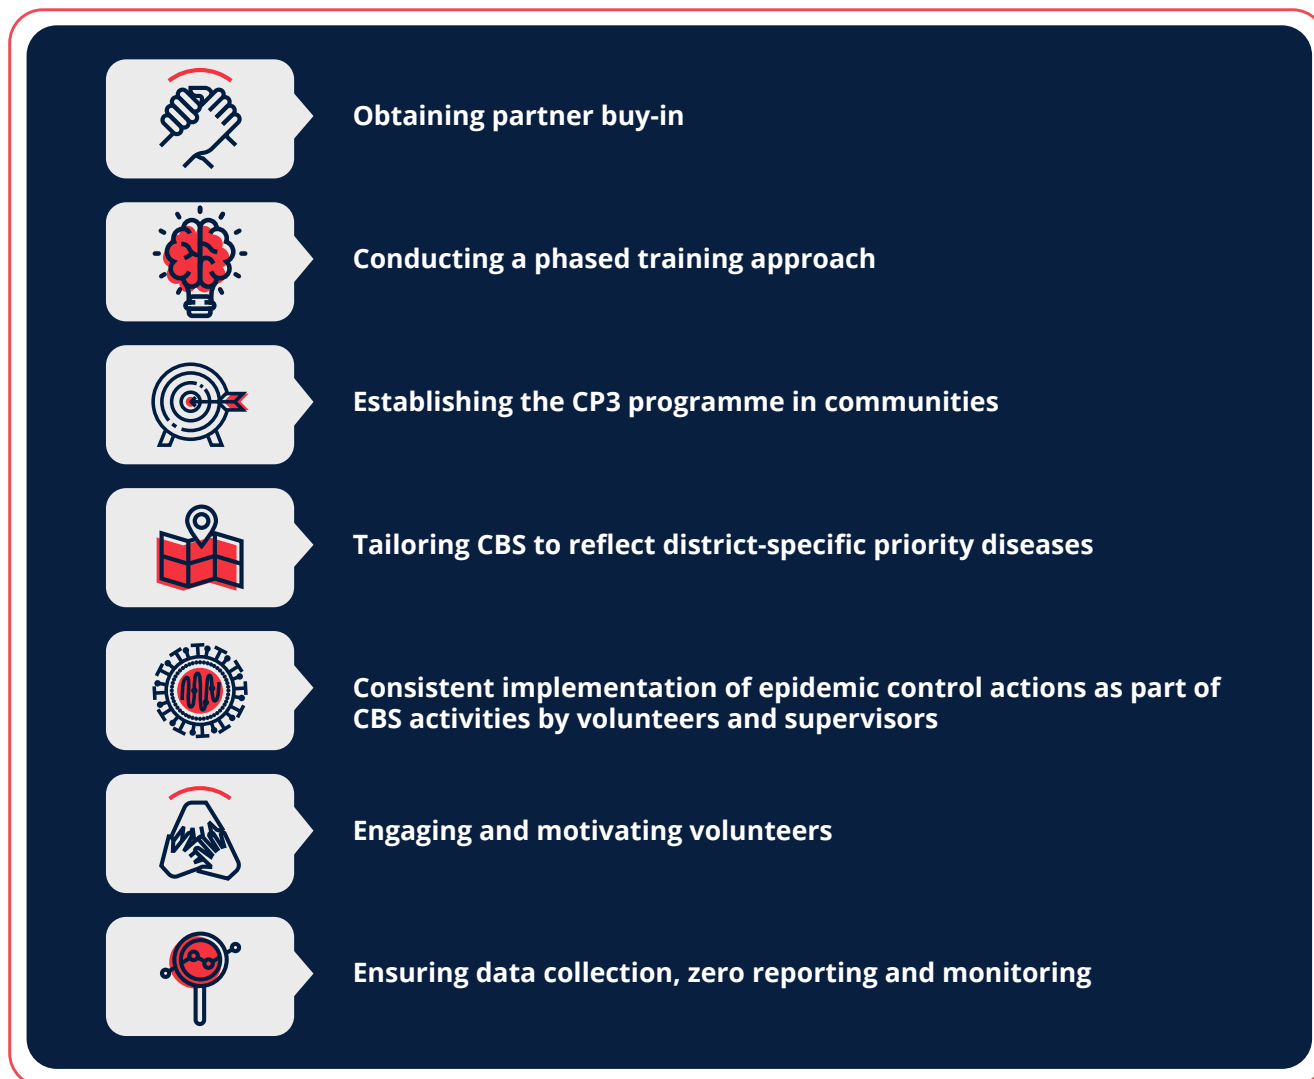 Obtaining partner buy-in
Conducting a phased training approach
Establishing the CP3 programme in communities
Tailoring CBS to reflect district-specific priority diseases
Consistent implementation of epidemic control actions as part of
CBS activities by volunteers and supervisors
Engaging and motivating volunteers
Ensuring data collection, zero reporting and monitoring